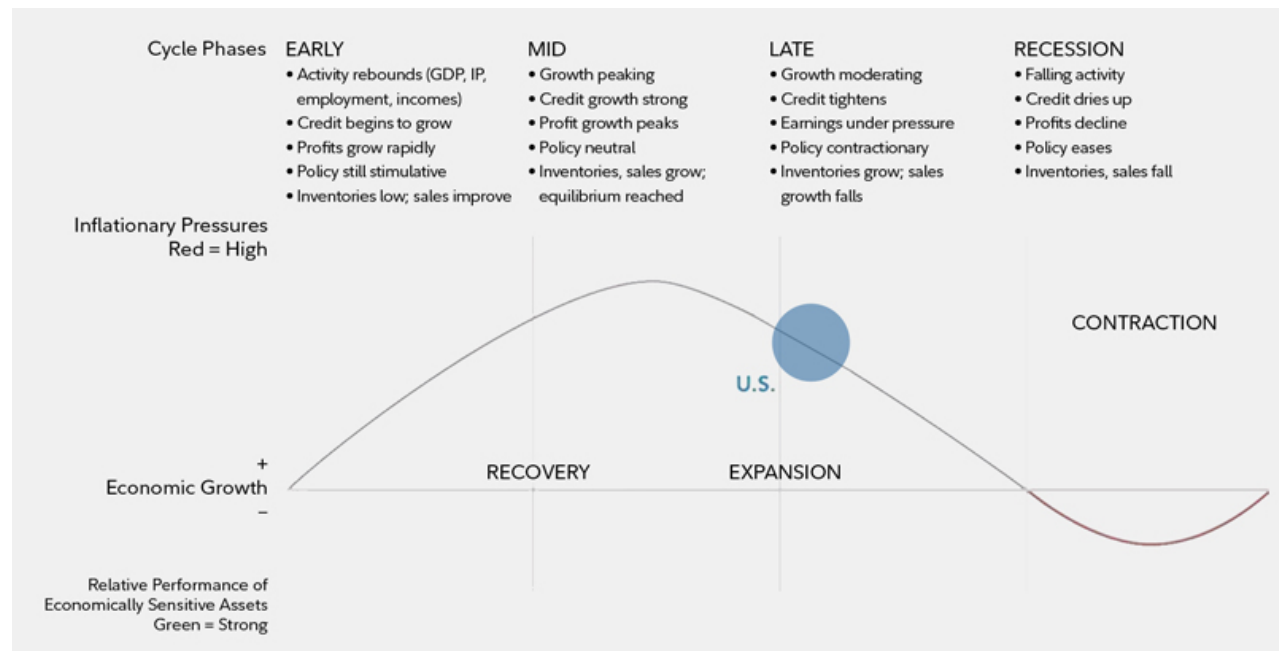 Cycle Phases
EARLY
• Activity rebounds (GDP, IP,
employment, incomes)
• Credit begins to grow
• Profits grow rapidly
• Policy still stimulative
• Inventories low; sales improve
MID
• Growth peaking
• Credit growth strong
• Profit growth peaks
• Policy neutral
• Inventories, sales grow;
equilibrium reached
LATE
• Growth moderating
• Credit tightens
• Earnings under pressure
• Policy contractionary
• Inventories grow; sales
growth falls
RECESSION
• Falling activity
• Credit dries up
• Profits decline
• Policy eases
• Inventories, sales fall
Inflationary Pressures
Red = High
CONTRACTION
U.S.
RECOVERY
EXPANSION
+
Economic Growth
–
Relative Performance of
Economically Sensitive Assets
Green = Strong